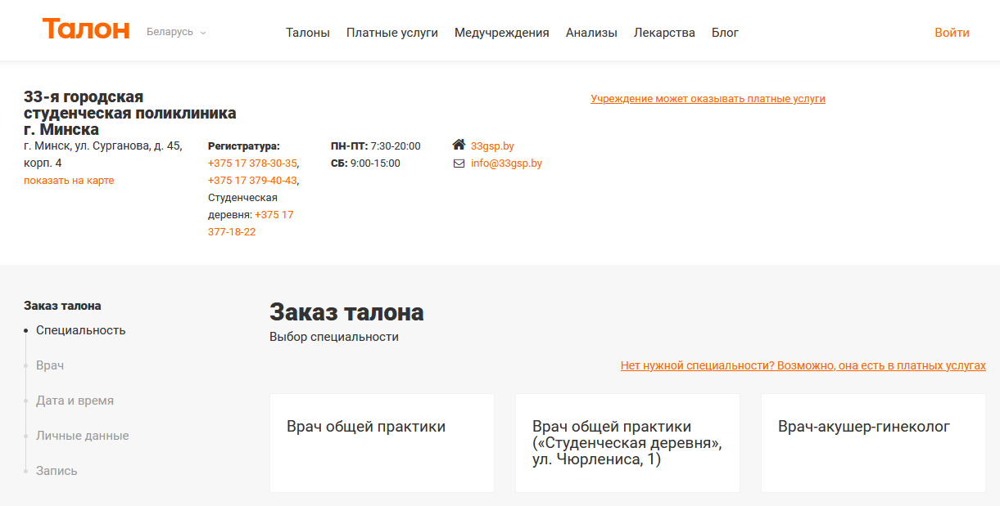 Талон
Беларусь
Талоны
Платные услуги
Медучреждения
Анализы
Лекарства
Блог
Войти
33-я городская
студенческая поликлиника
г. Минска
Учреждение может оказывать платные услуги
г. Минск, ул. Сурганова, д. 45,
корп. 4
показать на карте
Регистратура:
+375 17 378-30-35,
+375 17 379-40-43,
Студенческая
деревня: +375 17
377-18-22
ПН-ПТ: 7:30-20:00
СБ: 9:00-15:00
33gsp.by
info@33gsp.by
Заказ талона
Специальность
Врач
Дата и время
Личные данные
Запись
Заказ талона
Выбор специальности
Нет нужной специальности? Возможно, она есть в платных услугах
Врач общей практики
Врач общей практики
(«Студенческая деревня»,
ул. Чюрлениса, 1)
Врач-акушер-гинеколог